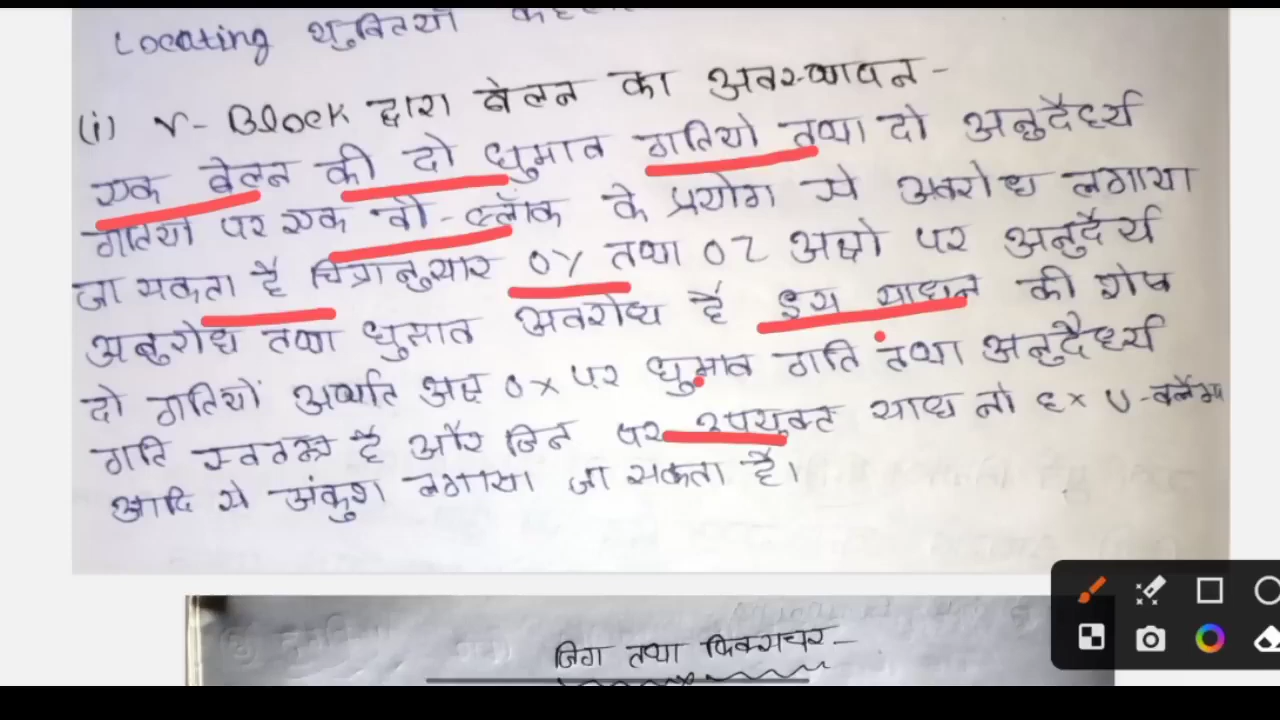 Locating युक्तियाँ
(i) V-Block द्वारा बेलन का अवस्थापन-
एक बेलन की दो घुमाव गतियो तथा दो अनुदैर्ध्य
गतियों पर एक वी-ब्लॉक के प्रयोग से अवरोध लगाया
जा सकता है चित्रानुसार OY तथा OZ अक्षो पर अनुदैर्य
अनुरोध तथा घुमाव अवरोध है इस साधन की शेष
दो गतियों अर्थात अक्ष OX पर घुमाव गति तथा अनुदैर्ध्य
गति स्वतन्त्र है और जिन पर उपयुक्त
आदि से अंकुश लगाया जा सकता है।
जिग तथा फिक्सचर-